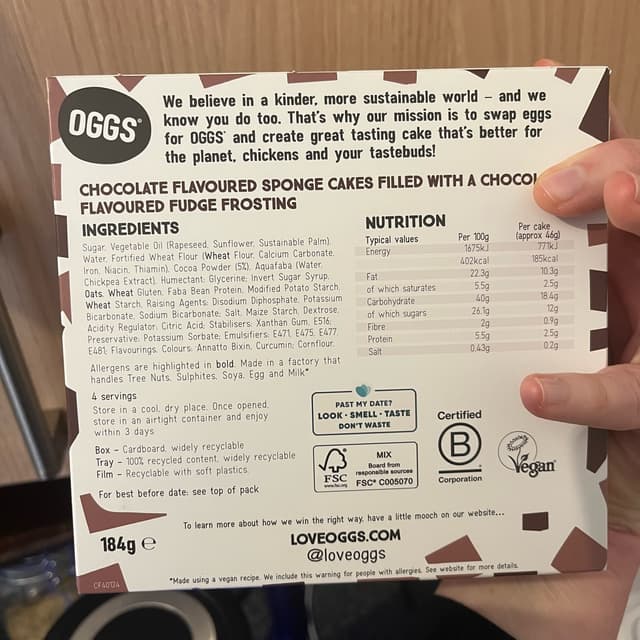 OGGS®
We believe in a kinder, more sustainable world – and we
know you do too. That's why our mission is to swap eggs
for OGGS® and create great tasting cake that's better for
the planet, chickens and your tastebuds!
CHOCOLATE FLAVOURED SPONGE CAKES FILLED WITH A CHOCOL
FLAVOURED FUDGE FROSTING
INGREDIENTS
Sugar, Vegetable Oil (Rapeseed, Sunflower, Sustainable Palm),
Water, Fortified Wheat Flour (Wheat Flour, Calcium Carbonate,
Iron, Niacin, Thiamin), Cocoa Powder (5%), Aquafaba (Water,
Chickpea Extract), Humectant: Glycerine; Invert Sugar Syrup,
Oats, Wheat Gluten, Faba Bean Protein, Modified Potato Starch,
Wheat Starch, Raising Agents: Disodium Diphosphate, Potassium
Bicarbonate, Sodium Bicarbonate; Salt, Maize Starch, Dextrose,
Acidity Regulator: Citric Acid; Stabilisers: Xanthan Gum, E516;
Preservative: Potassium Sorbate; Emulsifiers: E471, E475, E477,
E481; Flavourings, Colours: Annatto Bixin, Curcumin; Cornflour.
Allergens are highlighted in bold. Made in a factory that
handles Tree Nuts, Sulphites, Soya, Egg and Milk*
4 servings
Store in a cool, dry place. Once opened,
store in an airtight container and enjoy
within 3 days
Box – Cardboard, widely recyclable
Tray – 100% recycled content, widely recyclable
Film – Recyclable with soft plastics.
For best before date: see top of pack
NUTRITION
Typical values Per 100g Per cake (approx 46g)
Energy 1675kJ 771kJ
402kcal 185kcal
Fat 22.3g 10.3g
of which saturates 5.5g 2.5g
Carbohydrate 40g 18.4g
of which sugars 26.1g 12g
Fibre 2g 0.9g
Protein 5.5g 2.5g
Salt 0.43g 0.2g
PAST MY DATE?
LOOK · SMELL · TASTE
DON'T WASTE
FSC
www.fsc.org
MIX
Board from
responsible sources
FSC® C005070
Certified
B
Corporation
Vegan
To learn more about how we win the right way, have a little mooch on our website...
LOVEOGGS.COM
@loveoggs
184g e
CF40124
*Made using a vegan recipe. We include this warning for people with allergies. See website for more details.